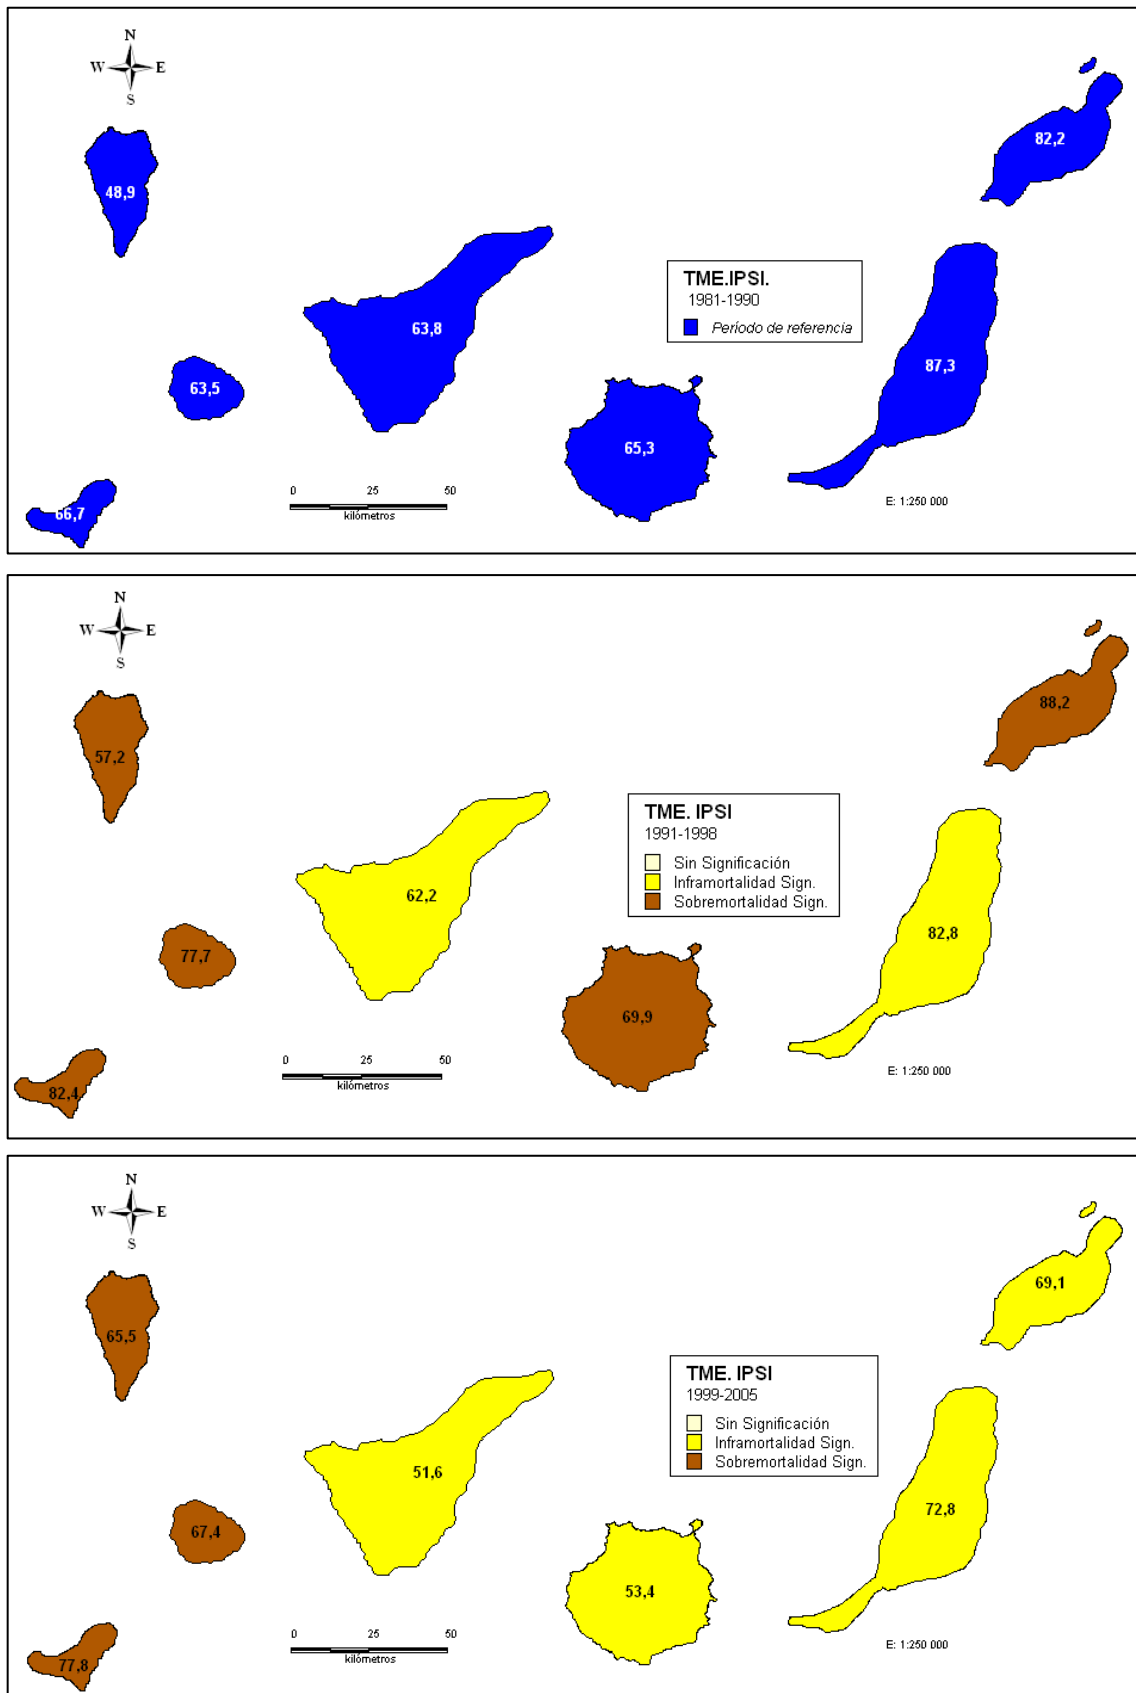 N
W E
S
82,2
48,9
TME.IPSI.
1981-1990
Período de referencia
63,8
87,3
63,5
65,3
0 25 50
kilómetros
E: 1:250 000
66,7
N
W E
S
88,2
57,2
TME. IPSI
1991-1998
Sin Significación
Inframortalidad Sign.
Sobremortalidad Sign.
62,2
82,8
77,7
69,9
0 25 50
kilómetros
E: 1:250 000
82,4
N
W E
S
69,1
65,5
TME. IPSI
1999-2005
Sin Significación
Inframortalidad Sign.
Sobremortalidad Sign.
51,6
72,8
67,4
53,4
0 25 50
kilómetros
E: 1:250 000
77,8